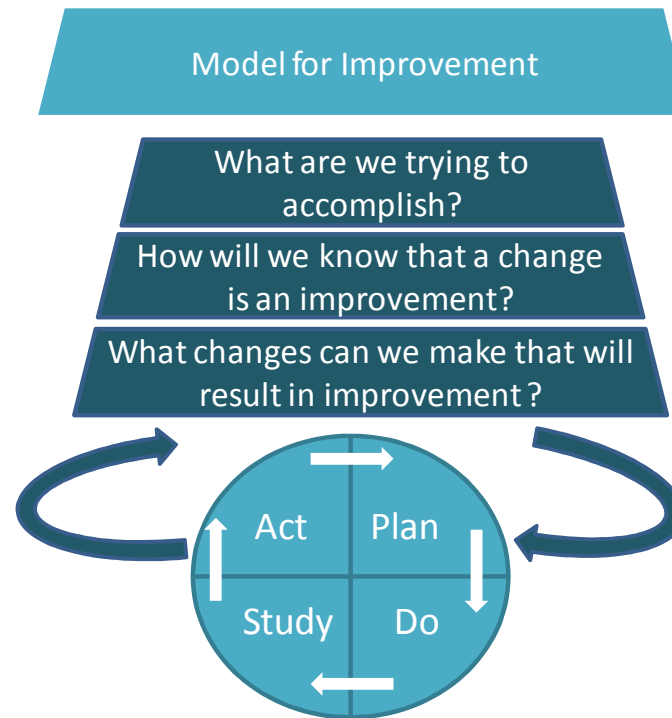 Model for Improvement
What are we trying to
accomplish?
How will we know that a change
is an improvement?
What changes can we make that will
result in improvement ?
Act
Plan
Study
Do